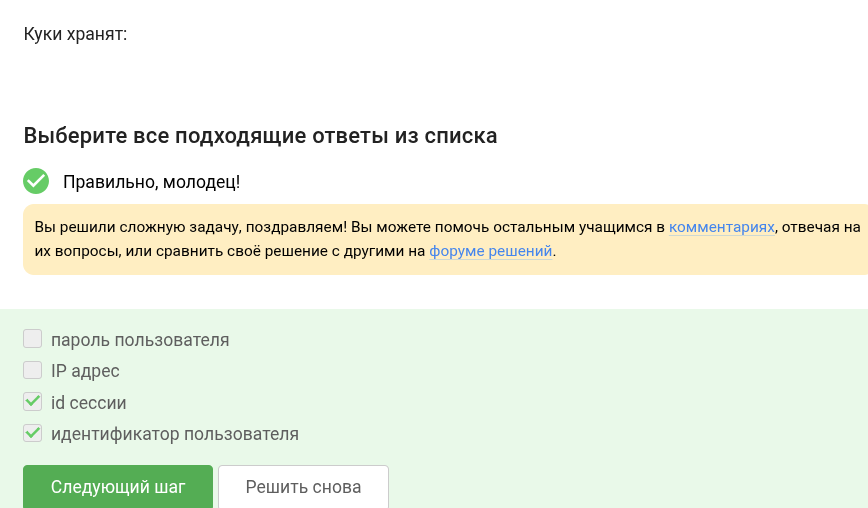 Куки хранят:
Выберите все подходящие ответы из списка
Правильно, молодец!
Вы решили сложную задачу, поздравляем! Вы можете помочь остальным учащимся в комментариях, отвечая на
их вопросы, или сравнить своё решение с другими на форуме решений.
пароль пользователя
IP адрес
id сессии
идентификатор пользователя
Следующий шаг Решить снова